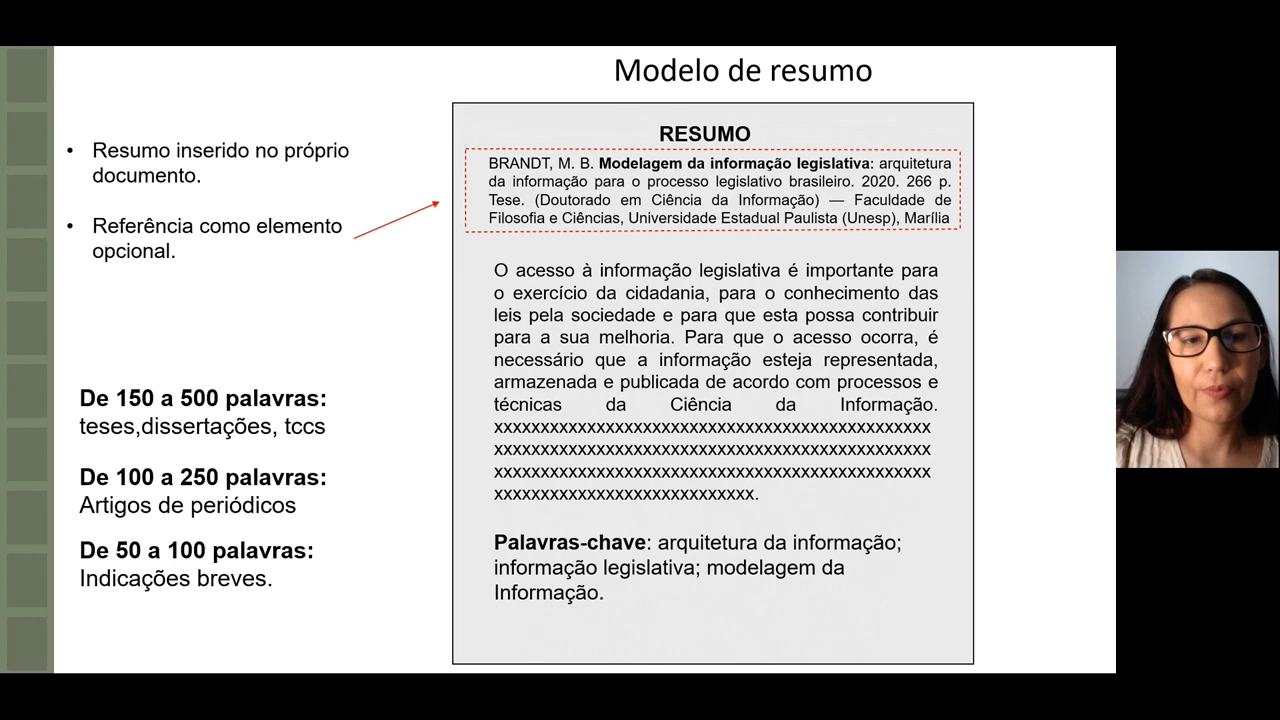 Modelo de resumo
• Resumo inserido no próprio
documento.
• Referência como elemento
opcional.
De 150 a 500 palavras:
teses,dissertações, tccs
De 100 a 250 palavras:
Artigos de periódicos
De 50 a 100 palavras:
Indicações breves.
RESUMO
BRANDT, M. B. Modelagem da informação legislativa: arquitetura
da informação para o processo legislativo brasileiro. 2020. 266 p.
Tese. (Doutorado em Ciência da Informação) — Faculdade de
Filosofia e Ciências, Universidade Estadual Paulista (Unesp), Marília
O acesso à informação legislativa é importante para
o exercício da cidadania, para o conhecimento das
leis pela sociedade e para que esta possa contribuir
para a sua melhoria. Para que o acesso ocorra, é
necessário que a informação esteja representada,
armazenada e publicada de acordo com processos e
técnicas da Ciência da Informação.
xxxxxxxxxxxxxxxxxxxxxxxxxxxxxxxxxxxxxxxxxxxxxxx
xxxxxxxxxxxxxxxxxxxxxxxxxxxxxxxxxxxxxxxxxxxxxxx
xxxxxxxxxxxxxxxxxxxxxxxxxxxxxxxxxxxxxxxxxxxxxxx
xxxxxxxxxxxxxxxxxxxxxxxxxxxx.
Palavras-chave: arquitetura da informação;
informação legislativa; modelagem da
Informação.